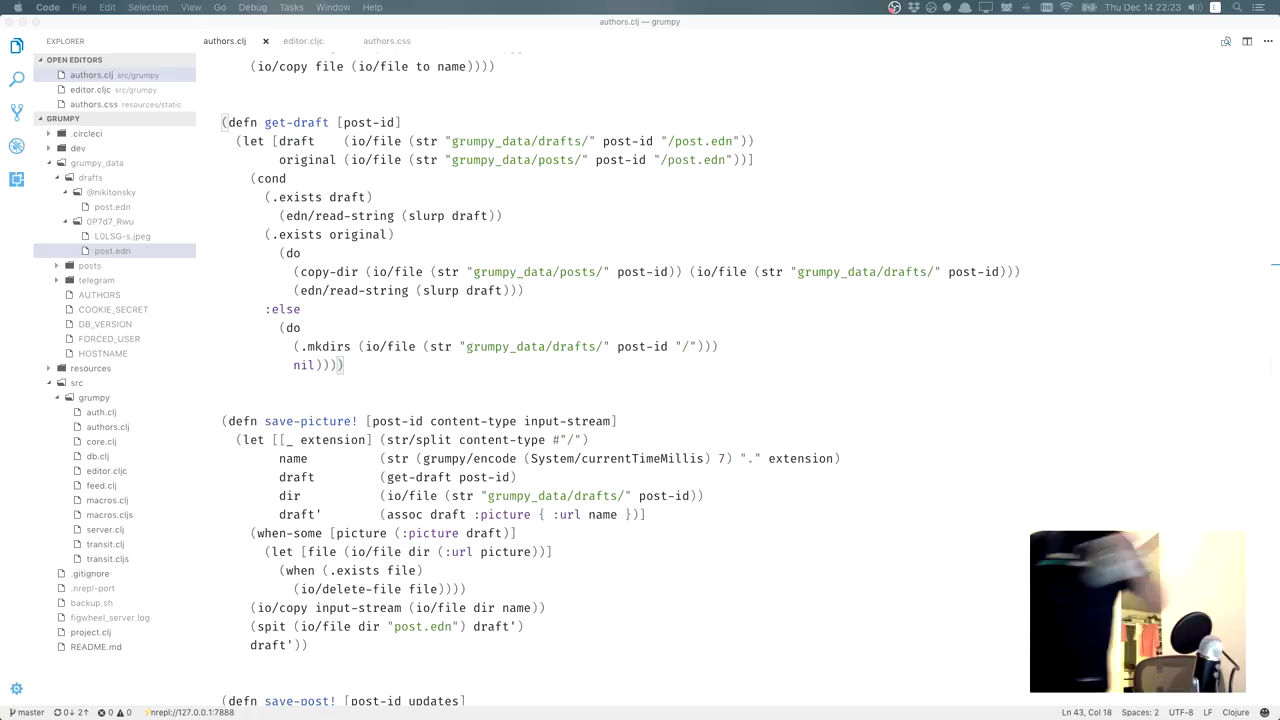 Code File Edit Selection View Go Debug Tasks Window Help Thu, Dec 14 22:23
authors.clj — grumpy
EXPLORER
authors.clj × editor.cljc authors.css
OPEN EDITORS
authors.clj src/grumpy
editor.cljc src/grumpy
authors.css resources/static
GRUMPY
.circleci
dev
grumpy_data
drafts
@nikitonsky
post.edn
0P7d7_Rwu
L0LSG-s.jpeg
post.edn
posts
telegram
AUTHORS
COOKIE_SECRET
DB_VERSION
FORCED_USER
HOSTNAME
resources
src
grumpy
auth.clj
authors.clj
core.clj
db.clj
editor.cljc
feed.clj
macros.clj
macros.cljs
server.clj
transit.clj
transit.cljs
.gitignore
.nrepl-port
backup.sh
figwheel_server.log
project.clj
README.md
(io/copy file (io/file to name))))
(defn get-draft [post-id]
(let [draft    (io/file (str "grumpy_data/drafts/" post-id "/post.edn"))
original (io/file (str "grumpy_data/posts/" post-id "/post.edn"))]
(cond
(.exists draft)
(edn/read-string (slurp draft))
(.exists original)
(do
(copy-dir (io/file (str "grumpy_data/posts/" post-id)) (io/file (str "grumpy_data/drafts/" post-id)))
(edn/read-string (slurp draft)))
:else
(do
(.mkdirs (io/file (str "grumpy_data/drafts/" post-id "/")))
nil))))
(defn save-picture! [post-id content-type input-stream]
(let [[_ extension] (str/split content-type #"/")
name          (str (grumpy/encode (System/currentTimeMillis) 7) "." extension)
draft         (get-draft post-id)
dir           (io/file (str "grumpy_data/drafts/" post-id))
draft'        (assoc draft :picture { :url name })]
(when-some [picture (:picture draft)]
(let [file (io/file dir (:url picture))]
(when (.exists file)
(io/delete-file file))))
(io/copy input-stream (io/file dir name))
(spit (io/file dir "post.edn") draft')
draft'))
(defn save-post! [post-id updates]
master 0↓ 2↑ 0 0 nrepl://127.0.0.1:7888 Ln 43, Col 18 Spaces: 2 UTF-8 LF Clojure